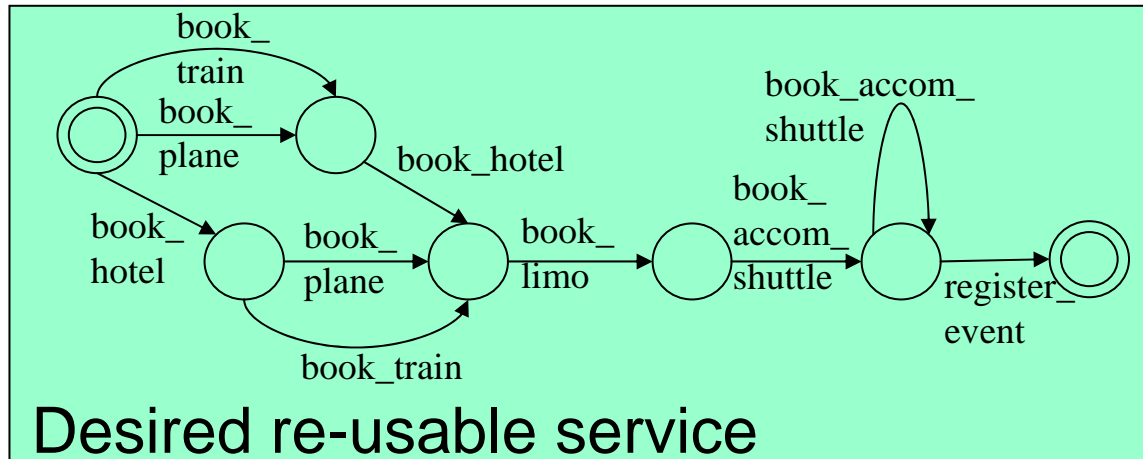 book_
train
book_
plane
book_hotel
book_
hotel
book_
plane
book_train
book_
limo
book_
accom_
shuttle
book_accom_
shuttle
register_
event
Desired re-usable service